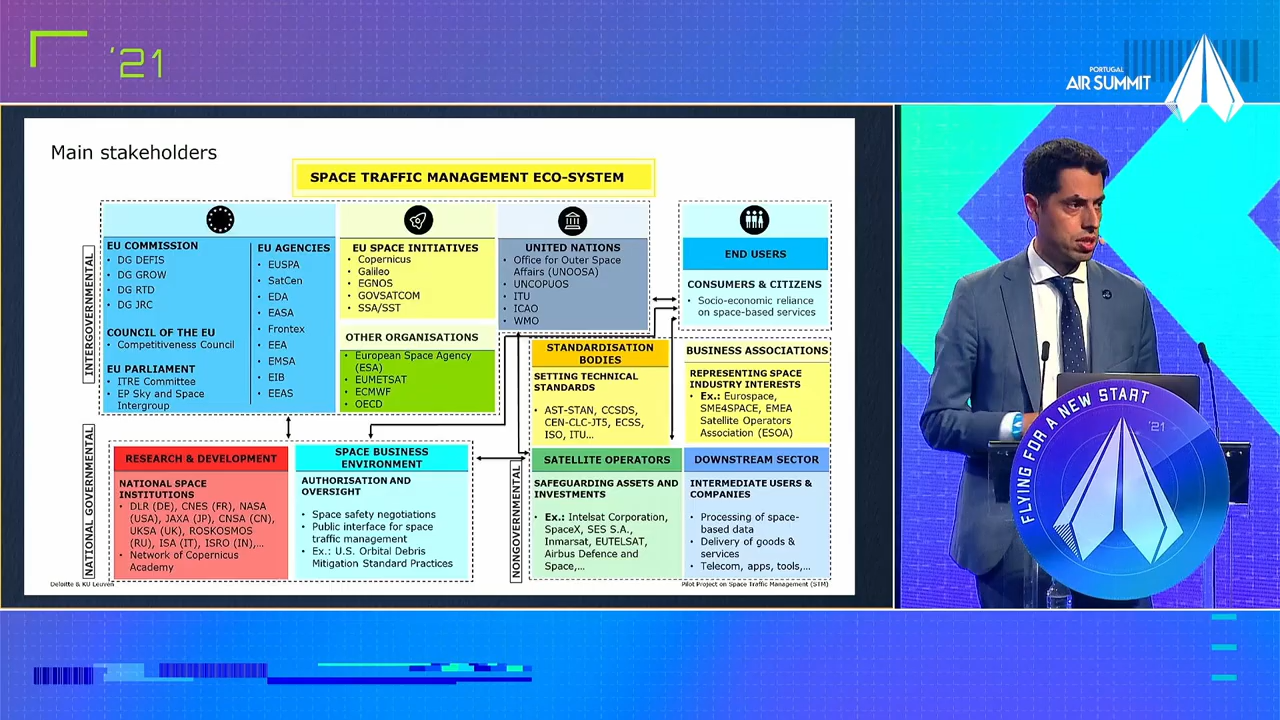 '21
PORTUGAL
AIR SUMMIT
Main stakeholders
SPACE TRAFFIC MANAGEMENT ECO-SYSTEM
INTERGOVERNMENTAL
EU COMMISSION
• DG DEFIS
• DG GROW
• DG RTD
• DG JRC
COUNCIL OF THE EU
• Competitiveness Council
EU PARLIAMENT
• ITRE Committee
• EP Sky and Space
Intergroup
EU AGENCIES
• EUSPA
• SatCen
• EDA
• EASA
• Frontex
• EEA
• EMSA
• EIB
• EEAS
EU SPACE INITIATIVES
• Copernicus
• Galileo
• EGNOS
• GOVSATCOM
• SSA/SST
OTHER ORGANISATIONS
• European Space Agency
(ESA)
• EUMETSAT
• ECMWF
• OECD
UNITED NATIONS
• Office for Outer Space
Affairs (UNOOSA)
• UNCOPUOS
• ITU
• ICAO
• WMO
END USERS
CONSUMERS & CITIZENS
• Socio-economic reliance
on space-based services
NATIONAL GOVERNMENTAL
RESEARCH & DEVELOPMENT
NATIONAL SPACE
INSTITUTIONS
• DLR (DE), CNES (FR), NASA
(USA), JAXA (JP), CNSA (CN),
UKSA (UK), ROSKOSMOS
(RU), ISA (IT), ISRO (IN),...
• Network of Copernicus
Academy
SPACE BUSINESS
ENVIRONMENT
AUTHORISATION AND
OVERSIGHT
• Space safety negotiations
• Public interface for space
traffic management
• Ex.: U.S. Orbital Debris
Mitigation Standard Practices
NONGOVERNMENTAL
STANDARDISATION
BODIES
SETTING TECHNICAL
STANDARDS
• AST-STAN, CCSDS,
CEN-CLC-JT5, ECSS,
ISO, ITU...
BUSINESS ASSOCIATIONS
REPRESENTING SPACE
INDUSTRY INTERESTS
• Ex.: Eurospace,
SME4SPACE, EMEA
Satellite Operators
Association (ESOA)
SATELLITE OPERATORS
SAFEGUARDING ASSETS AND
INVESTMENTS
• Ex.: Intelsat Corporation,
SpaceX, SES S.A.,
Inmarsat, EUTELSAT,
Airbus Defence and
Space,...
DOWNSTREAM SECTOR
INTERMEDIATE USERS &
COMPANIES
• Processing of space-
based data
• Delivery of goods &
services
• Telecom, apps, tools,...
Deloitte & KU Leuven
Pilot Project on Space Traffic Management (STM)
FLYING FOR A NEW START
'21